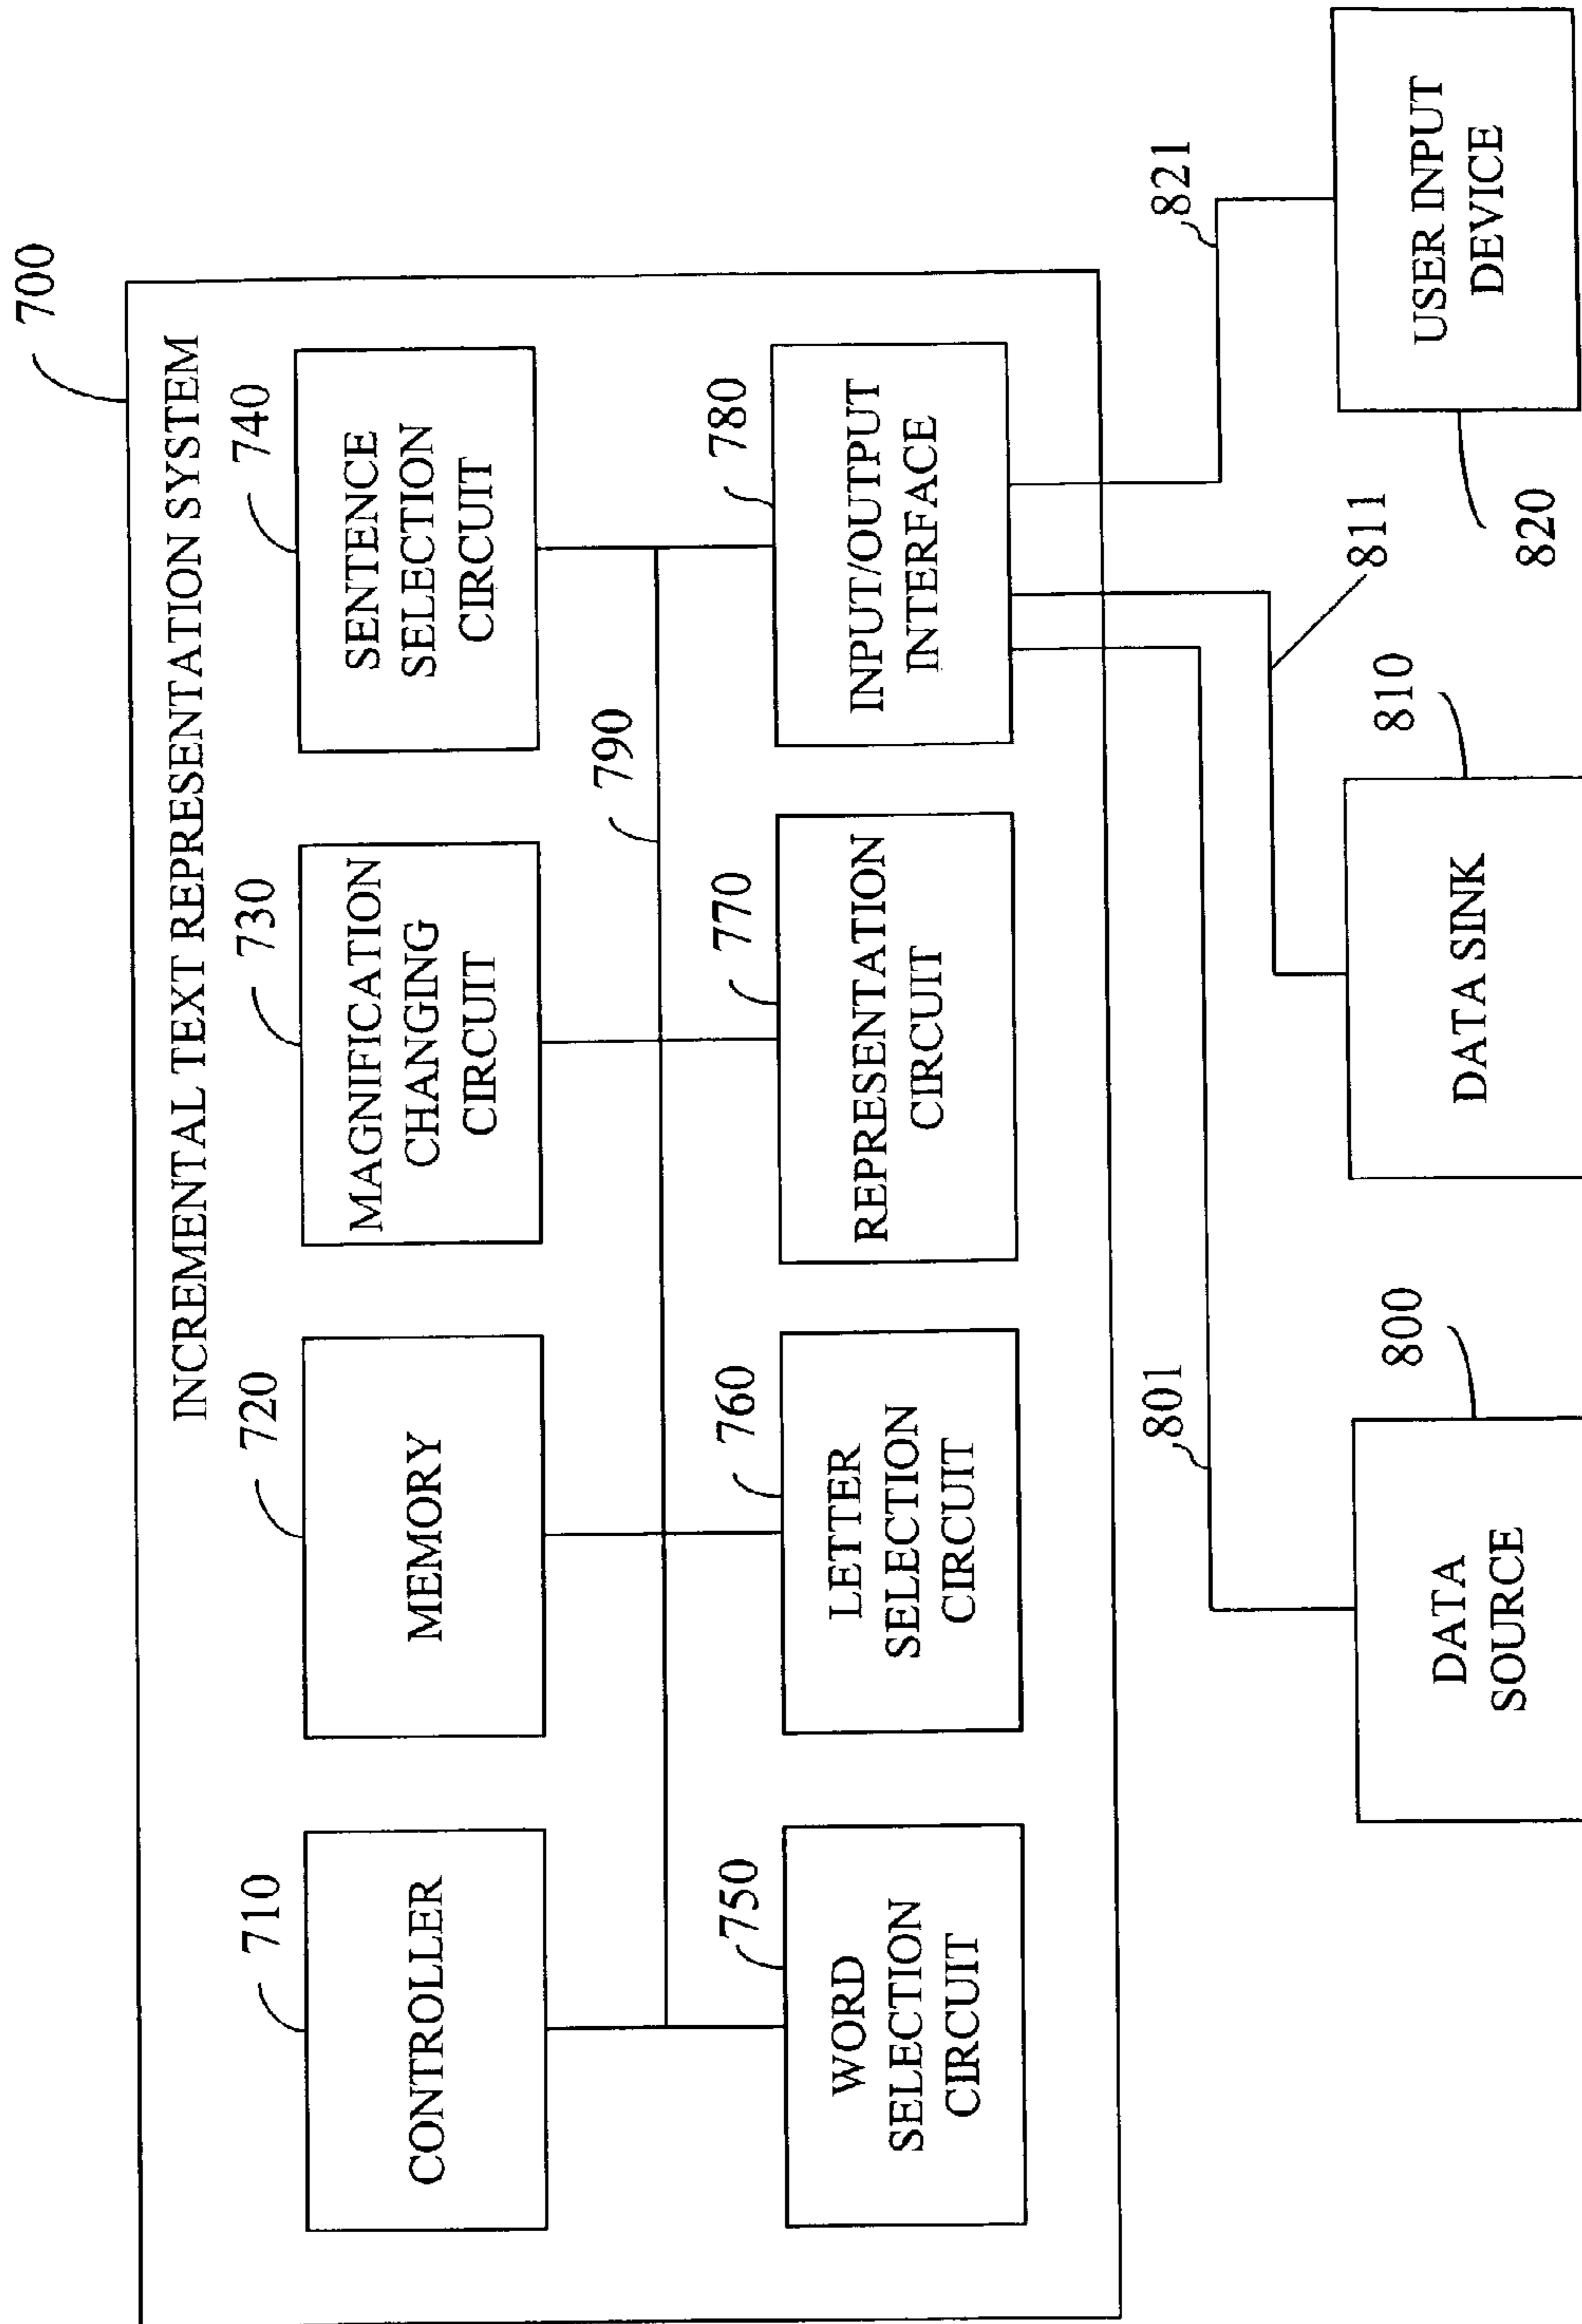 700
INCREMENTAL TEXT REPRESENTATION SYSTEM
710
CONTROLLER
720
MEMORY
730
MAGNIFICATION
CHANGING
CIRCUIT
740
SENTENCE
SELECTION
CIRCUIT
790
750
WORD
SELECTION
CIRCUIT
760
LETTER
SELECTION
CIRCUIT
770
REPRESENTATION
CIRCUIT
780
INPUT/OUTPUT
INTERFACE
801
811
821
800
DATA
SOURCE
810
DATA SINK
820
USER INPUT
DEVICE